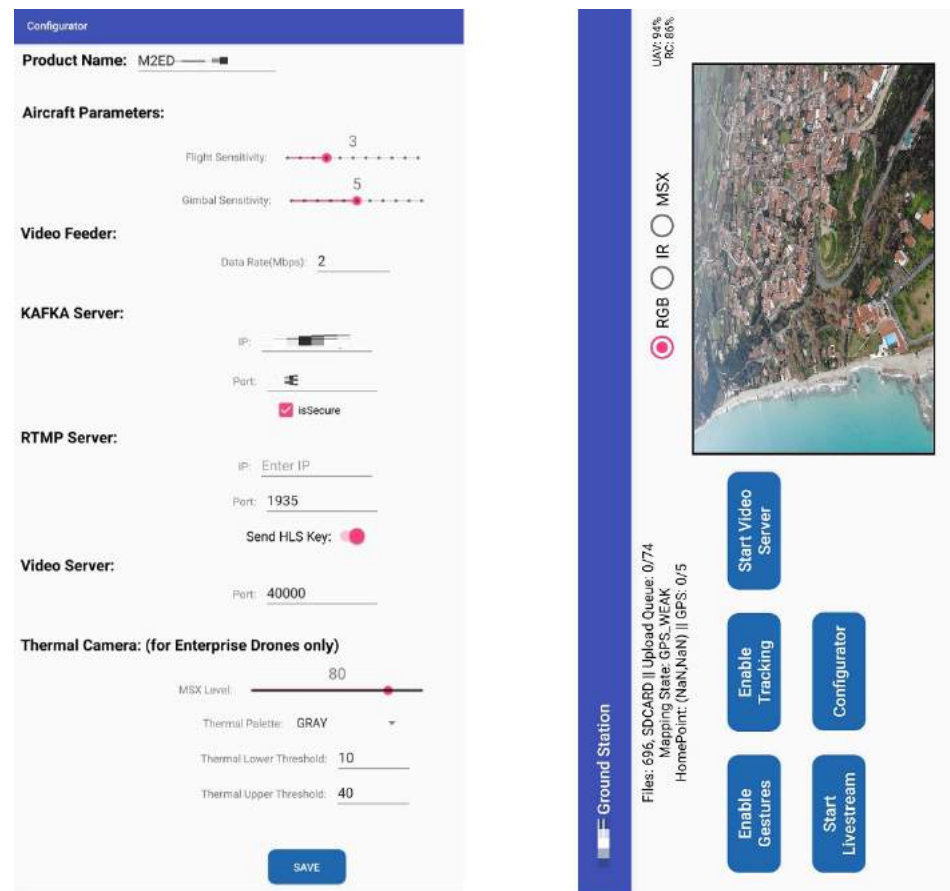 Configurator
Product Name: M2ED
Aircraft Parameters:
3
Flight Sensitivity:
5
Gimbal Sensitivity:
Video Feeder:
Data Rate(Mbps): 2
KAFKA Server:
IP:
Port:
isSecure
RTMP Server:
IP: Enter IP
Port: 1935
Send HLS Key:
Video Server:
Port: 40000
Thermal Camera: (for Enterprise Drones only)
80
MSX Level:
Thermal Palette: GRAY
Thermal Lower Threshold: 10
Thermal Upper Threshold: 40
SAVE
Ground Station
Files: 696, SDCARD || Upload Queue: 0/74
Mapping State: GPS_WEAK
HomePoint: (NaN,NaN) || GPS: 0/5
UAV: 94%
RC: 86%
RGB IR MSX
Enable Gestures
Enable Tracking
Start Video Server
Start Livestream
Configurator